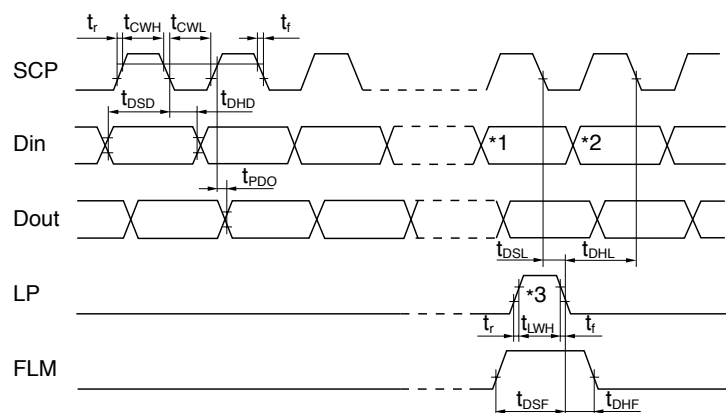 tr tCWH tCWL tf
SCP
tDSD tDHD
Din *1 *2
tPDO
Dout
tDSL tDHL
LP *3
tr tLWH tf
FLM
tDSF tDHF